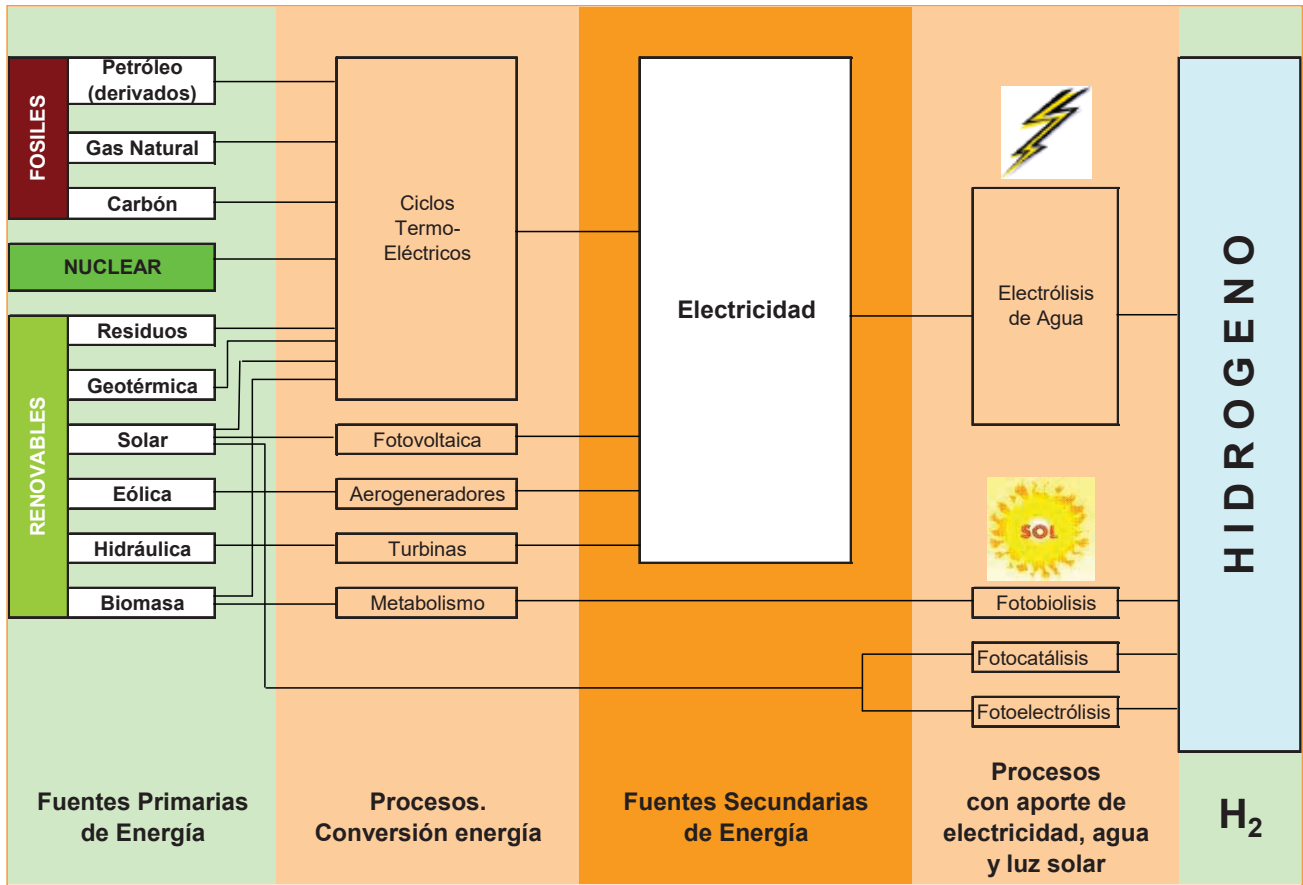 FOSILES
Petróleo
(derivados)
Gas Natural
Carbón
NUCLEAR
RENOVABLES
Residuos
Geotérmica
Solar
Eólica
Hidráulica
Biomasa
Ciclos
Termo-
Eléctricos
Fotovoltaica
Aerogeneradores
Turbinas
Metabolismo
Electricidad
Electrólisis
de Agua
SOL
Fotobiolisis
Fotocatálisis
Fotoelectrólisis
HIDROGENO
Fuentes Primarias
de Energía
Procesos.
Conversión energía
Fuentes Secundarias
de Energía
Procesos
con aporte de
electricidad, agua
y luz solar
H₂